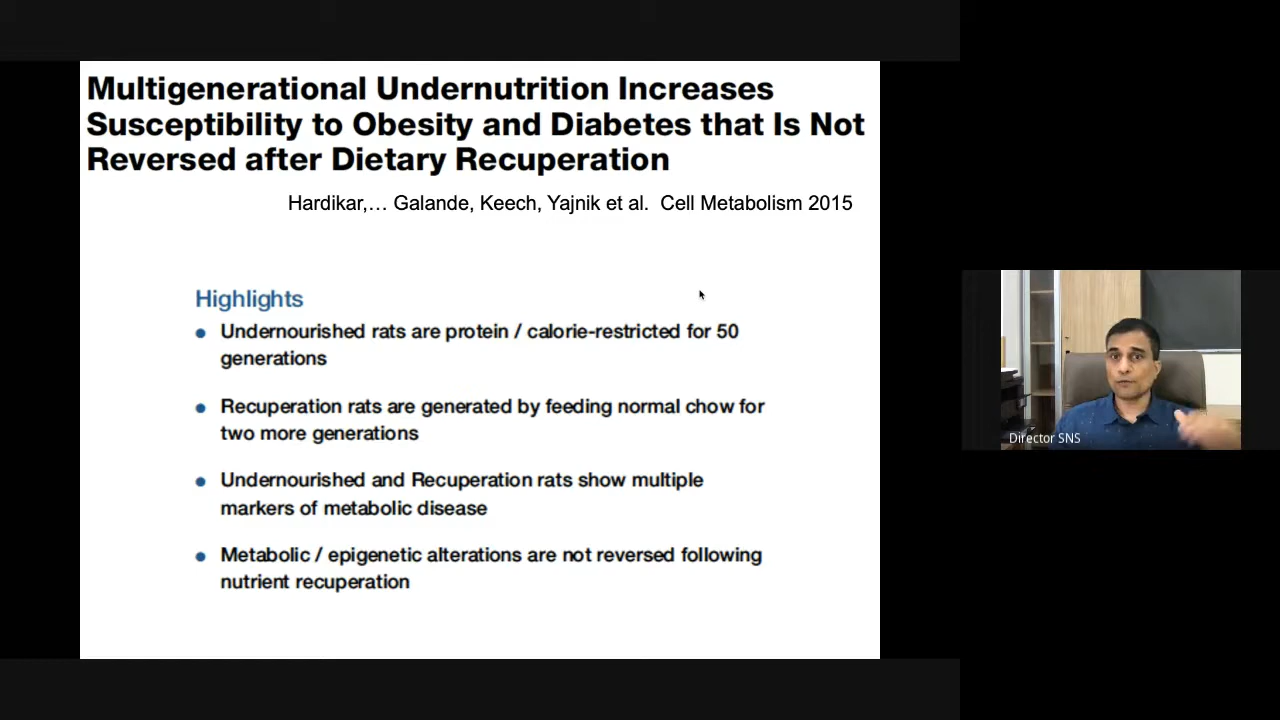 Multigenerational Undernutrition Increases
Susceptibility to Obesity and Diabetes that Is Not
Reversed after Dietary Recuperation
Hardikar,... Galande, Keech, Yajnik et al. Cell Metabolism 2015
Highlights
• Undernourished rats are protein / calorie-restricted for 50
generations
• Recuperation rats are generated by feeding normal chow for
two more generations
• Undernourished and Recuperation rats show multiple
markers of metabolic disease
• Metabolic / epigenetic alterations are not reversed following
nutrient recuperation
Director SNS